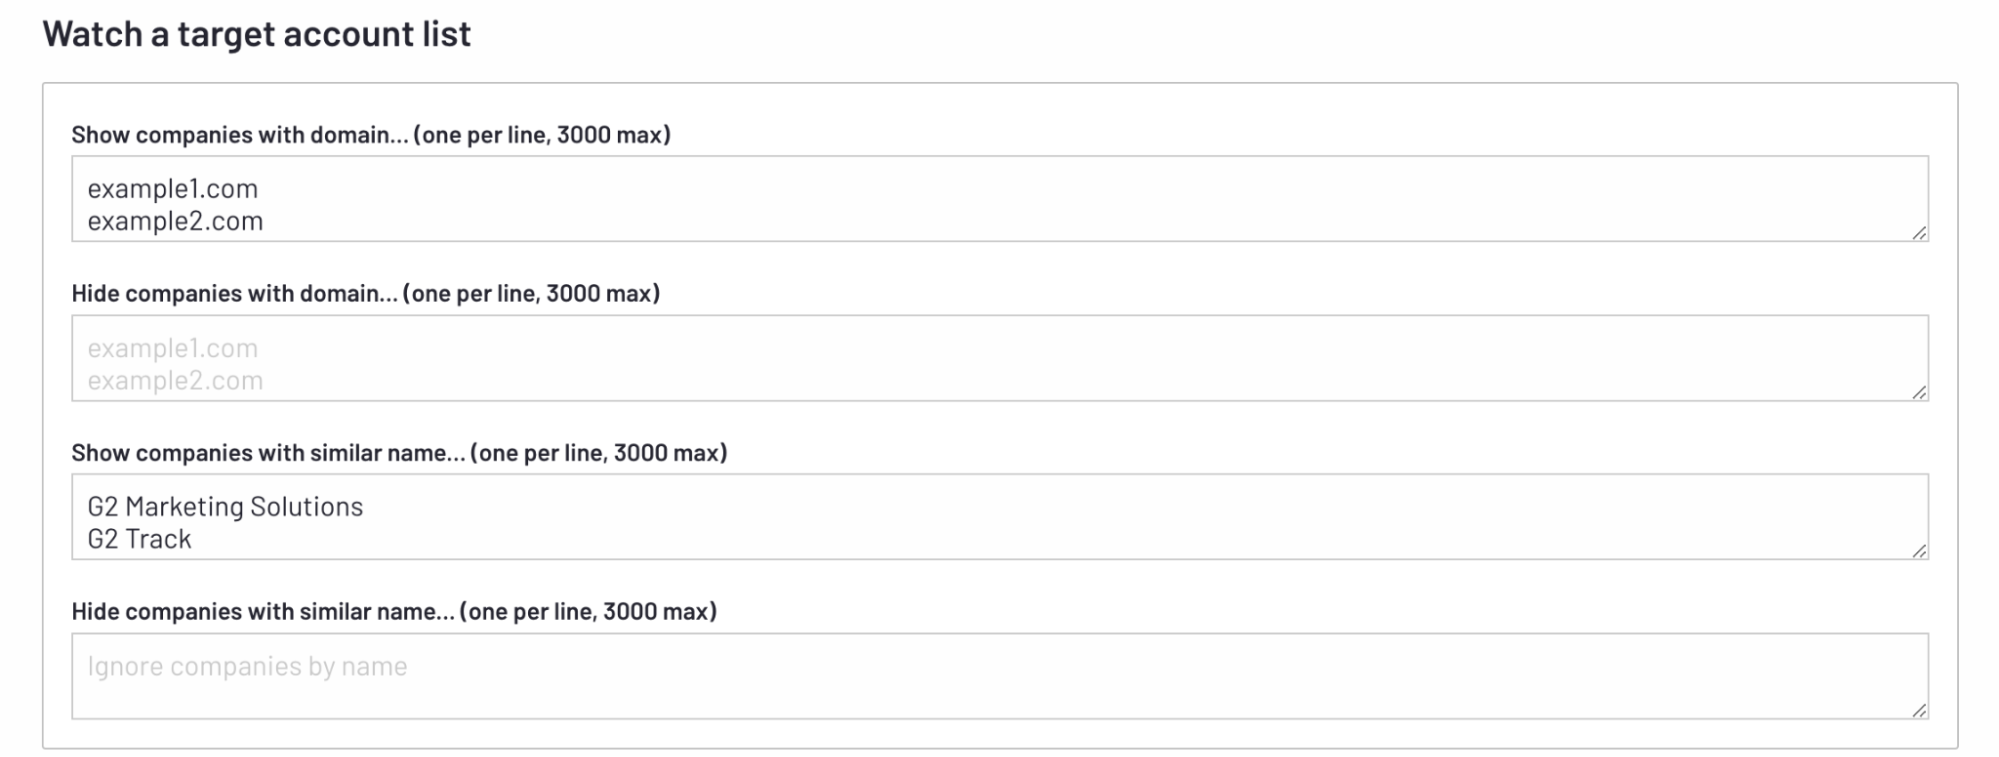 Watch a target account list
Show companies with domain... (one per line, 3000 max)
example1.com
example2.com
Hide companies with domain... (one per line, 3000 max)
example1.com
example2.com
Show companies with similar name... (one per line, 3000 max)
G2 Marketing Solutions
G2 Track
Hide companies with similar name... (one per line, 3000 max)
Ignore companies by name